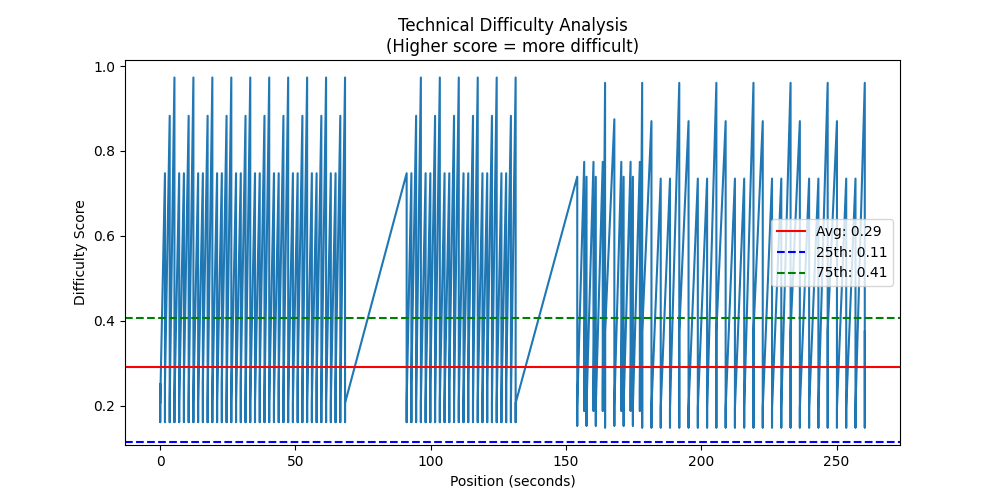 Technical Difficulty Analysis
(Higher score = more difficult)
Difficulty Score
1.0
0.8
0.6
0.4
0.2
Avg: 0.29
25th: 0.11
75th: 0.41
0
50
100
150
200
250
Position (seconds)